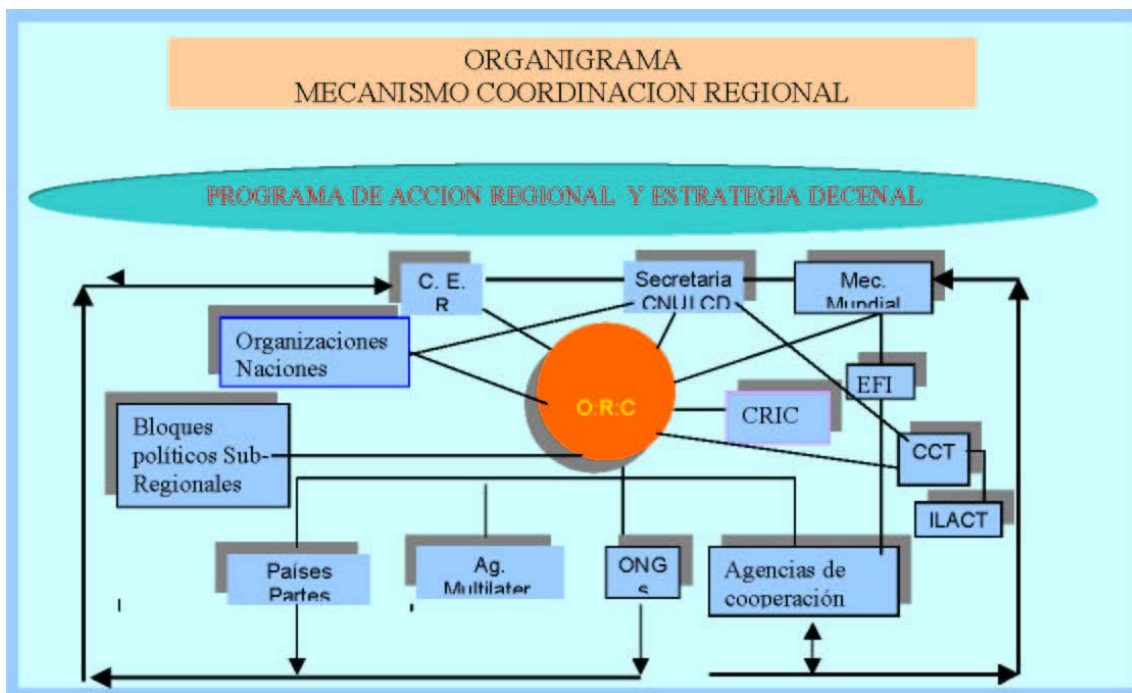 ORGANIGRAMA
MECANISMO COORDINACION REGIONAL
PROGRAMA DE ACCION REGIONAL Y ESTRATEGIA DECENAL
C. E.
R
Secretaria
CNULCD
Mec.
Mundial
Organizaciones
Naciones
EFI
O:R:C
CRIC
Bloques
políticos Sub-
Regionales
CCT
ILACT
Países
Partes
Ag.
Multilater
ONG
s
Agencias de
cooperación